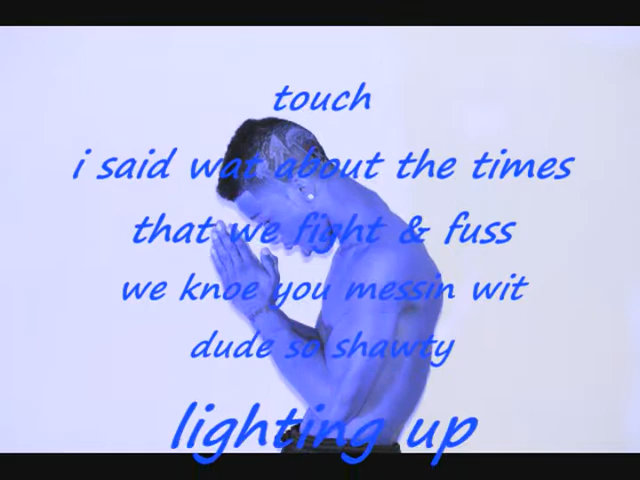 touch
i said wat about the times
that we fight & fuss
we knoe you messin wit
dude so shawty
lighting up